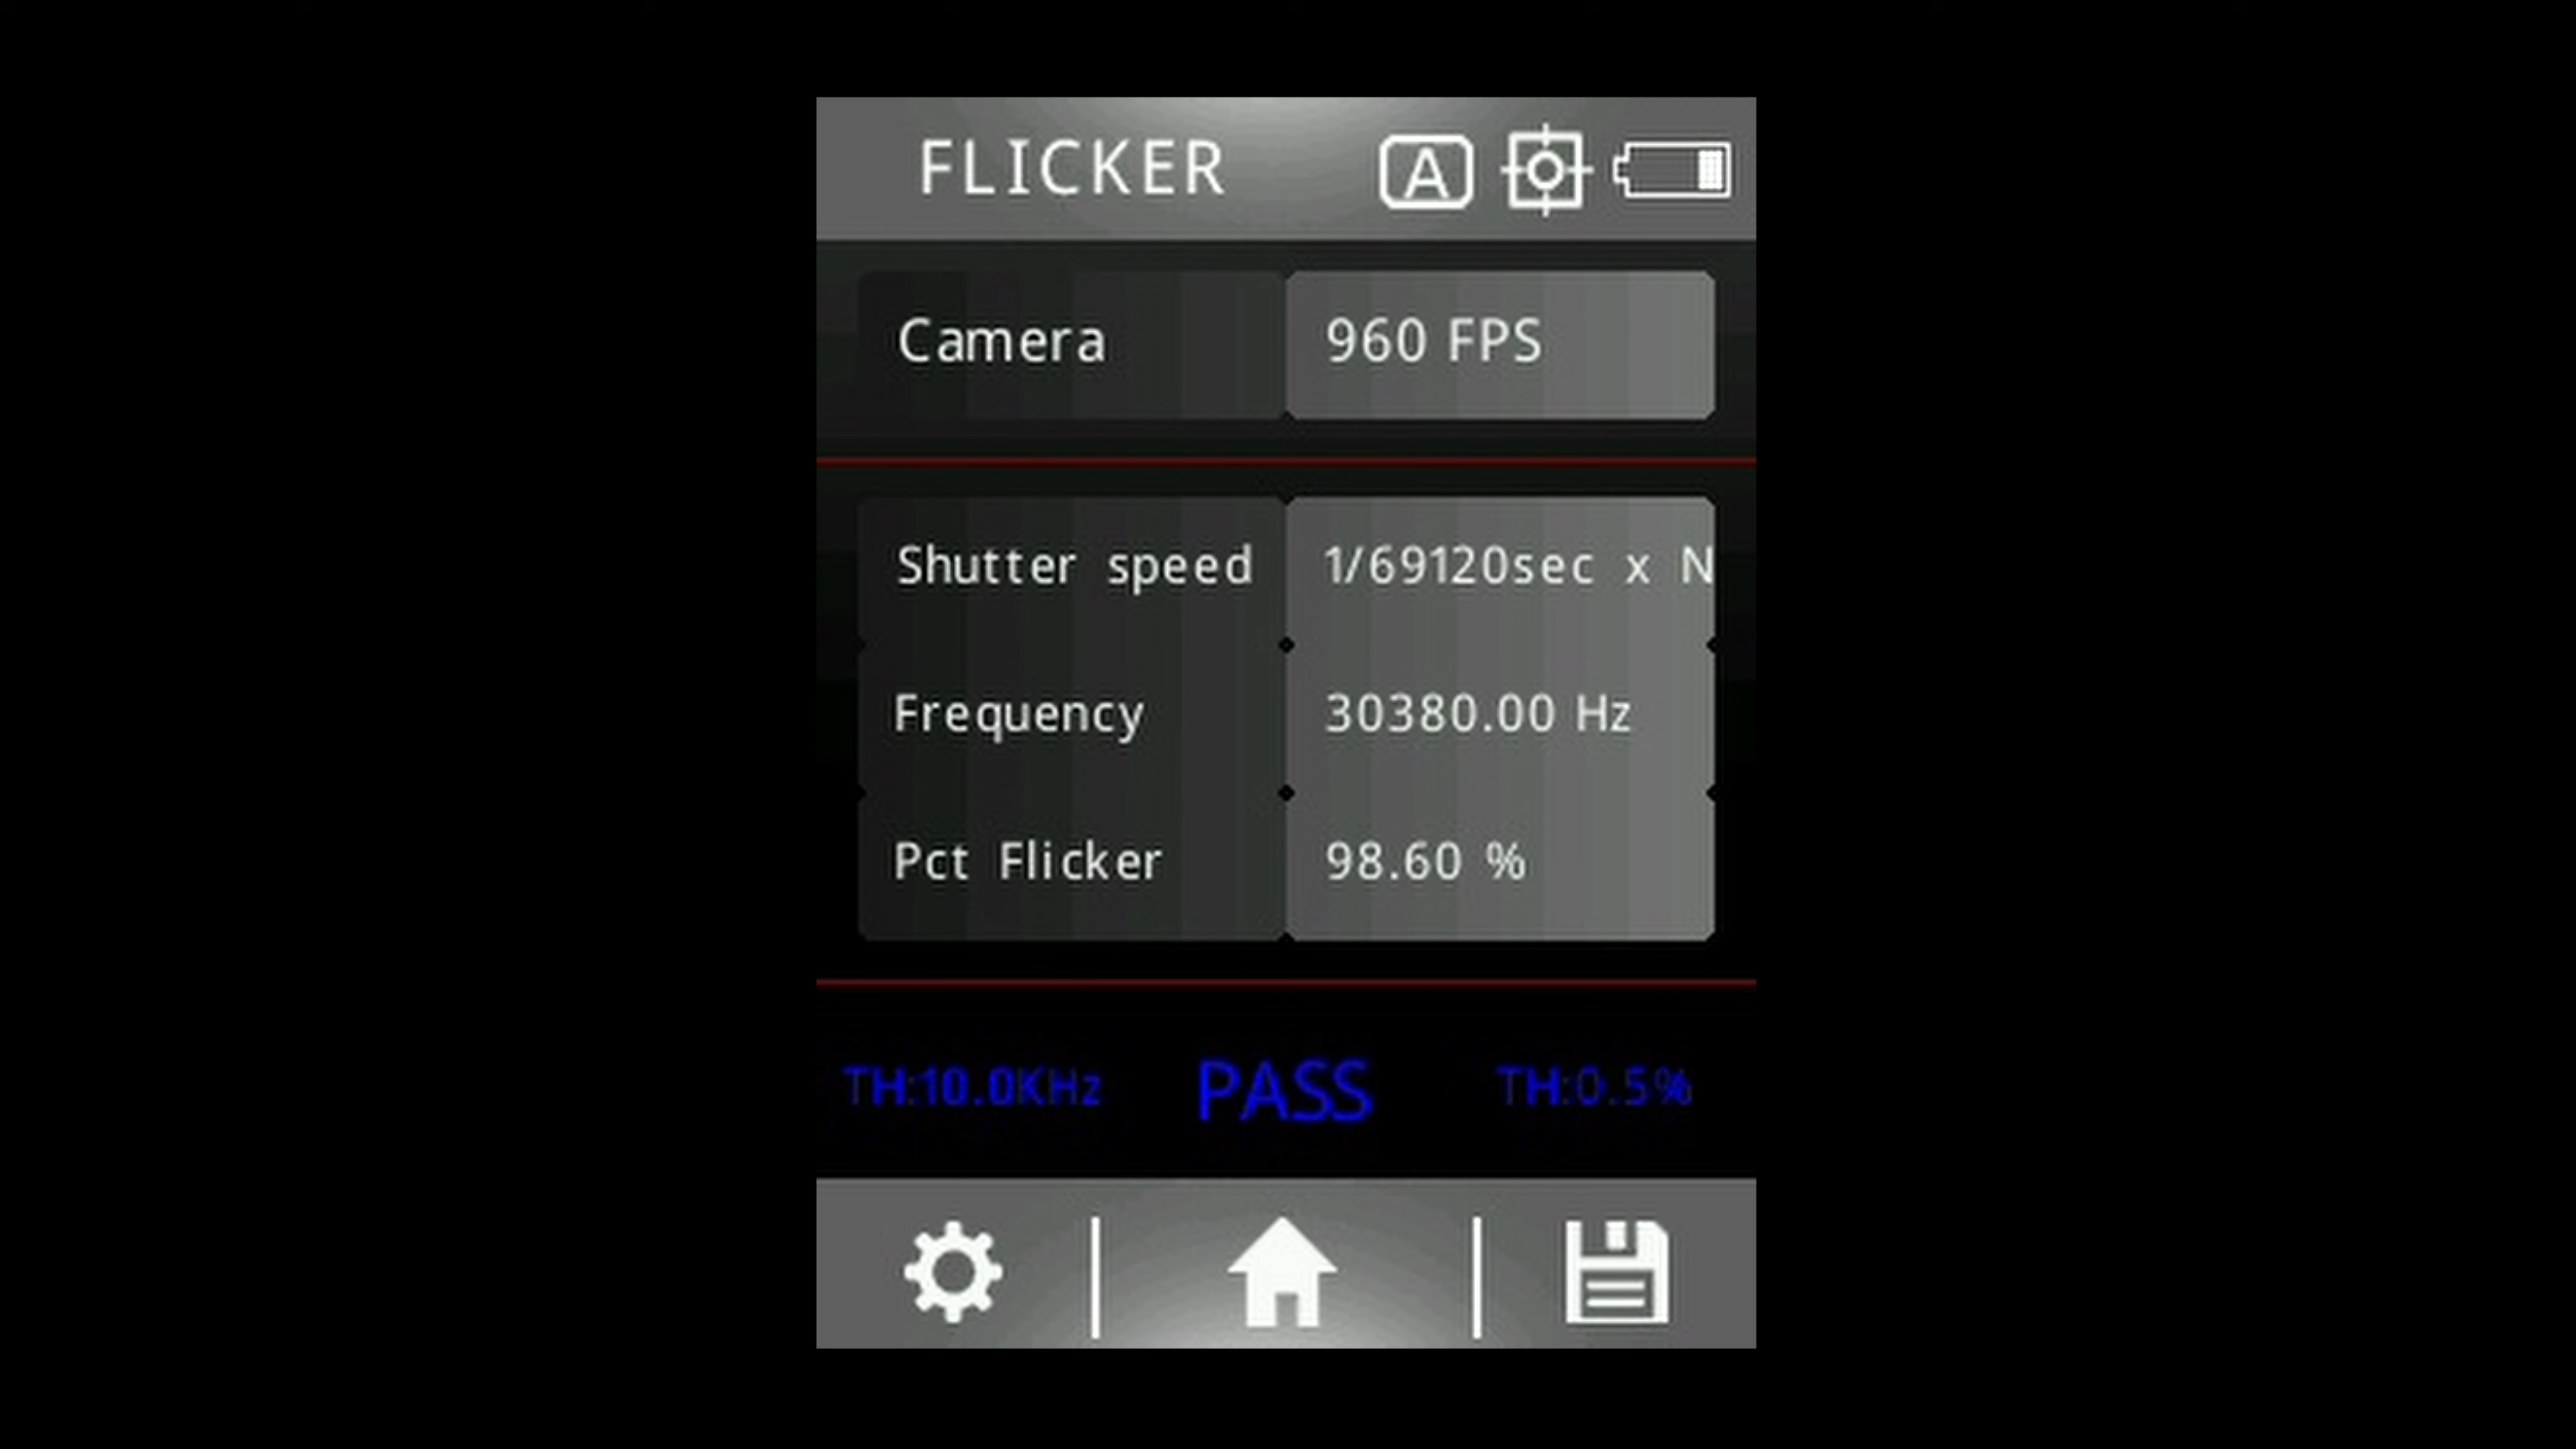 FLICKER A
Camera 960 FPS
Shutter speed 1/69120sec x N
Frequency 30380.00 Hz
Pct Flicker 98.60 %
TH:10.0KHz PASS TH:0.5%